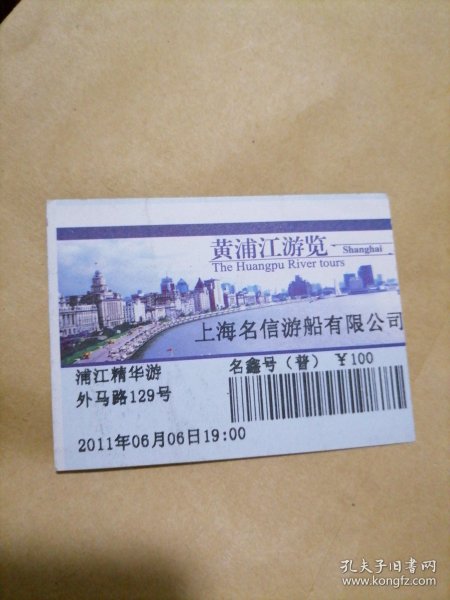 黄浦江游览
Shanghai
The Huangpu River tours
上海名信游船有限公司
浦江精华游
名鑫号（普） ¥100
外马路129号
2011年06月06日19:00
孔夫子旧书网
www.kongfz.com